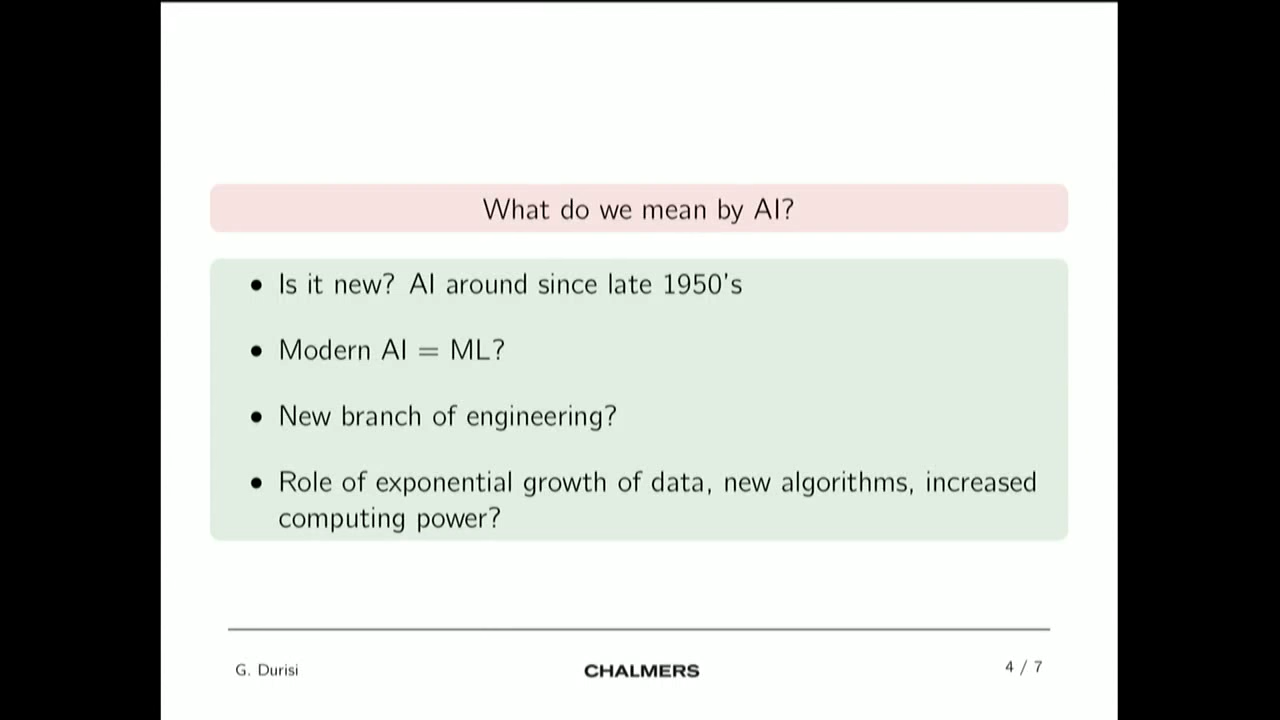 What do we mean by AI?
• Is it new? AI around since late 1950's
• Modern AI = ML?
• New branch of engineering?
• Role of exponential growth of data, new algorithms, increased
computing power?
G. Durisi
CHALMERS
4 / 7